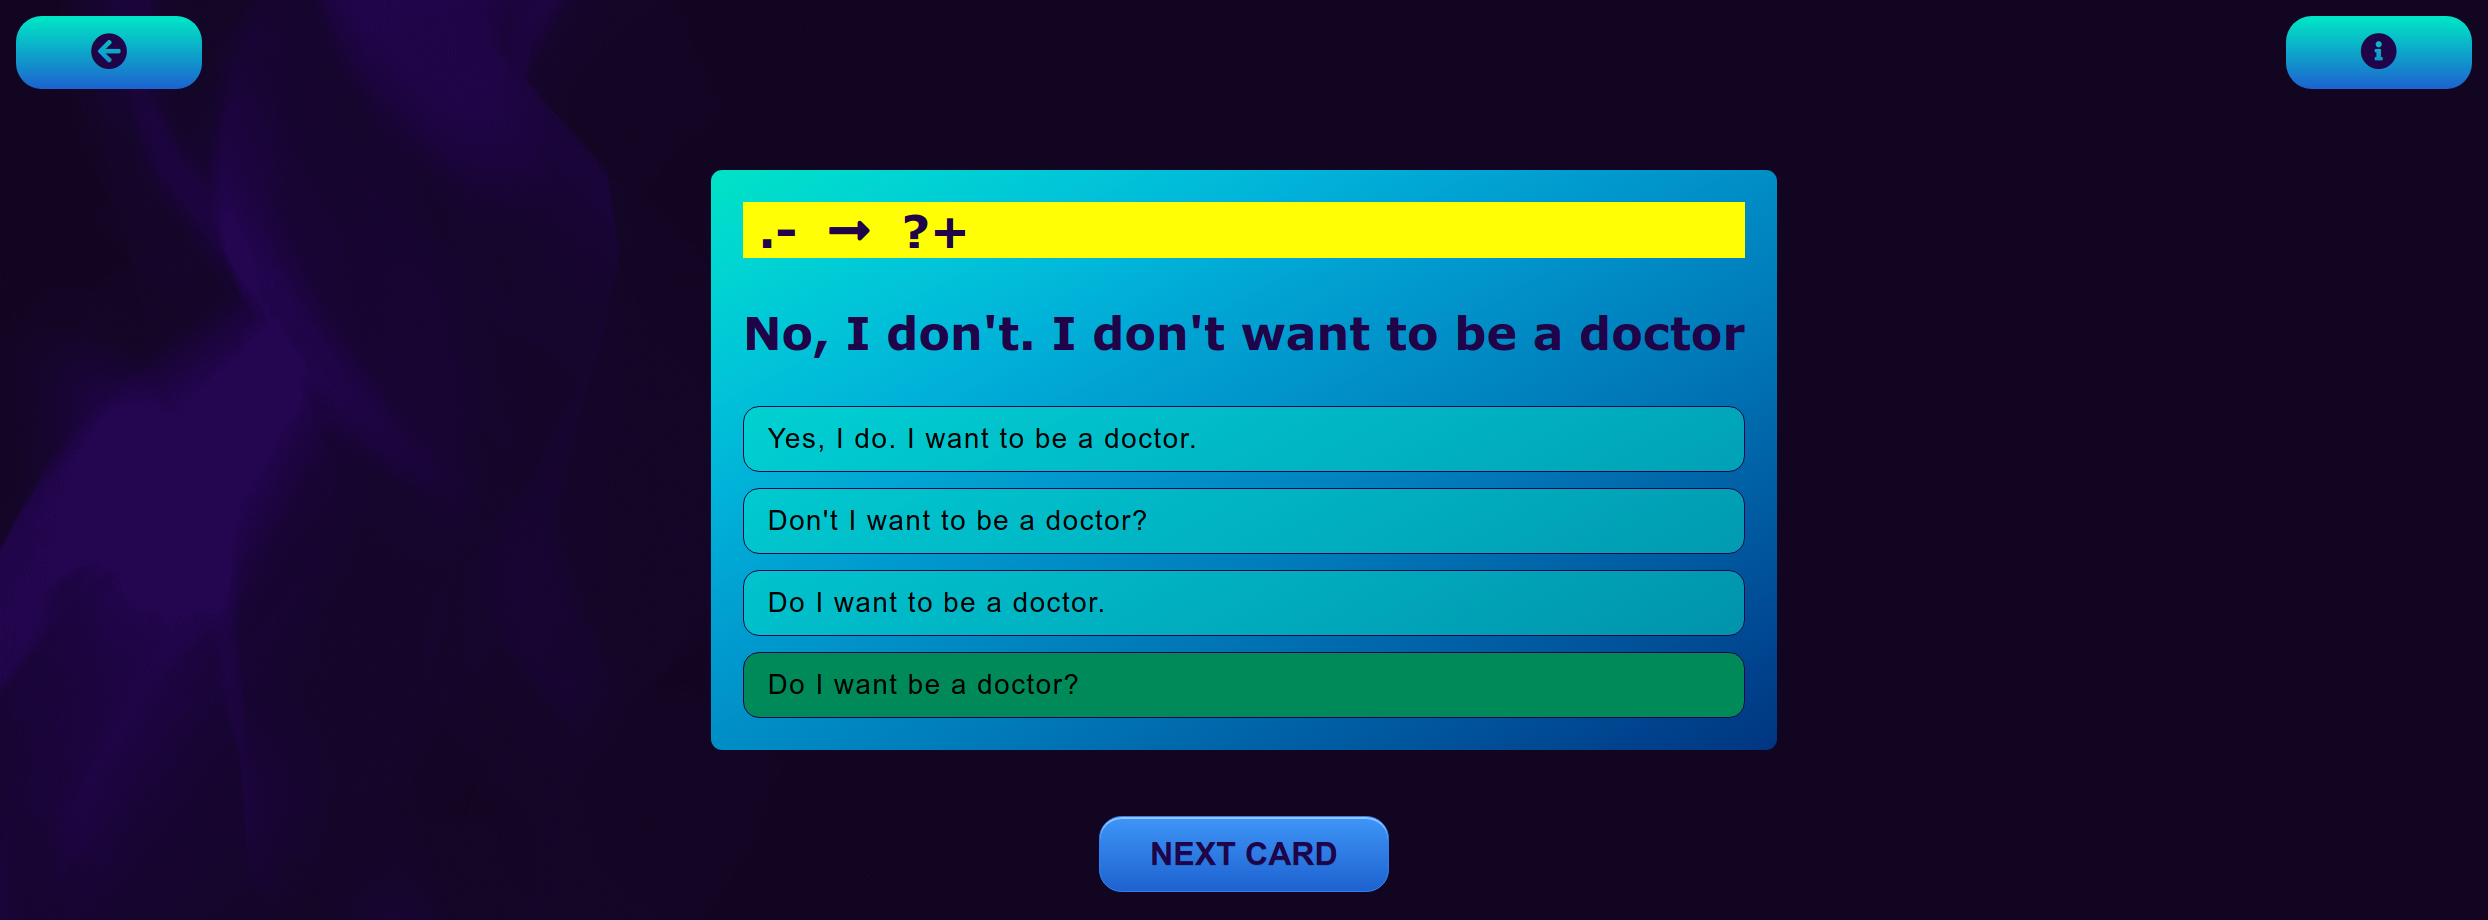 .- → ?+
No, I don't. I don't want to be a doctor
Yes, I do. I want to be a doctor.
Don't I want to be a doctor?
Do I want to be a doctor.
Do I want be a doctor?
NEXT CARD